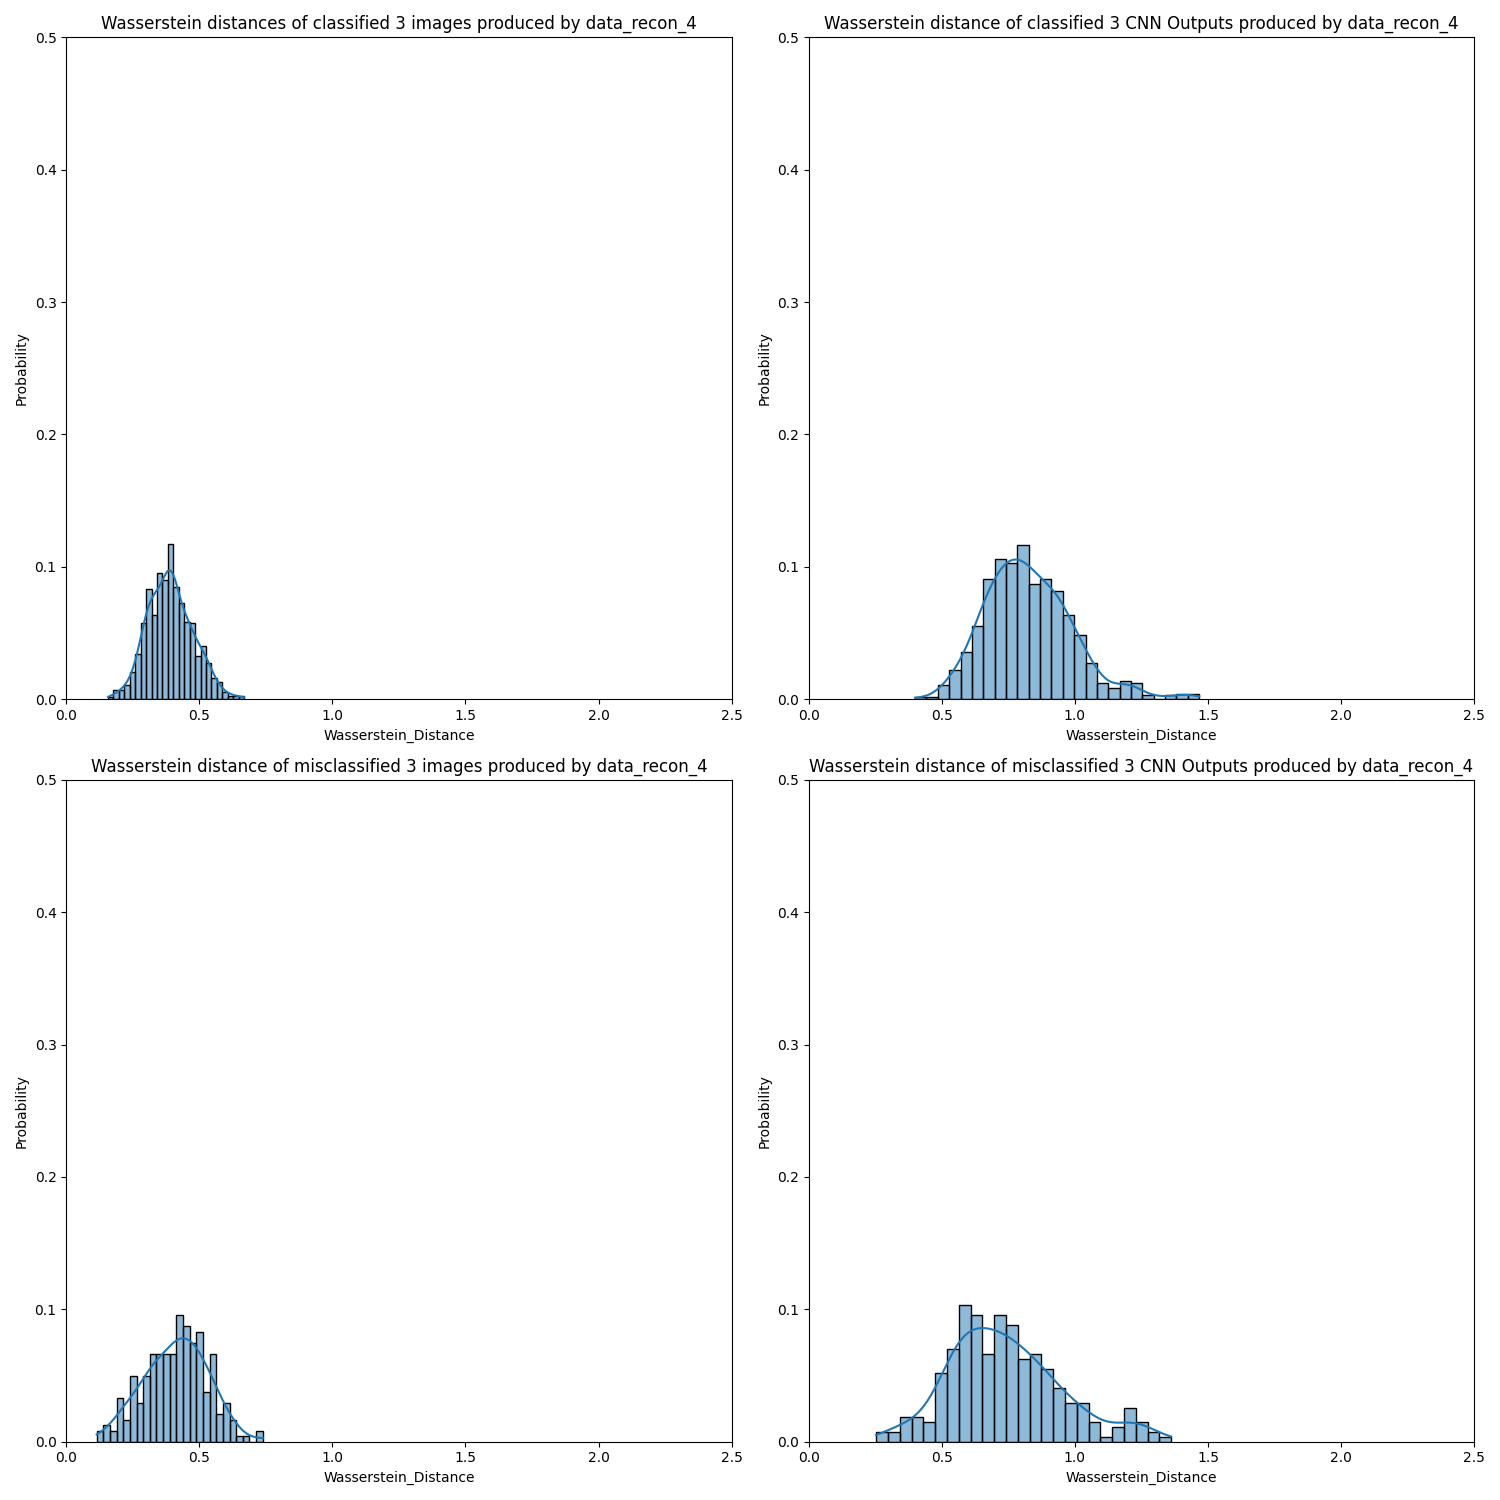 Wasserstein distances of classified 3 images produced by data_recon_4
0.5
0.4
0.3
0.2
0.1
0.0
Probability
0.0 0.5 1.0 1.5 2.0 2.5
Wasserstein_Distance
Wasserstein distance of classified 3 CNN Outputs produced by data_recon_4
0.5
0.4
0.3
0.2
0.1
0.0
Probability
0.0 0.5 1.0 1.5 2.0 2.5
Wasserstein_Distance
Wasserstein distance of misclassified 3 images produced by data_recon_4
0.5
0.4
0.3
0.2
0.1
0.0
Probability
0.0 0.5 1.0 1.5 2.0 2.5
Wasserstein_Distance
Wasserstein distance of misclassified 3 CNN Outputs produced by data_recon_4
0.5
0.4
0.3
0.2
0.1
0.0
Probability
0.0 0.5 1.0 1.5 2.0 2.5
Wasserstein_Distance